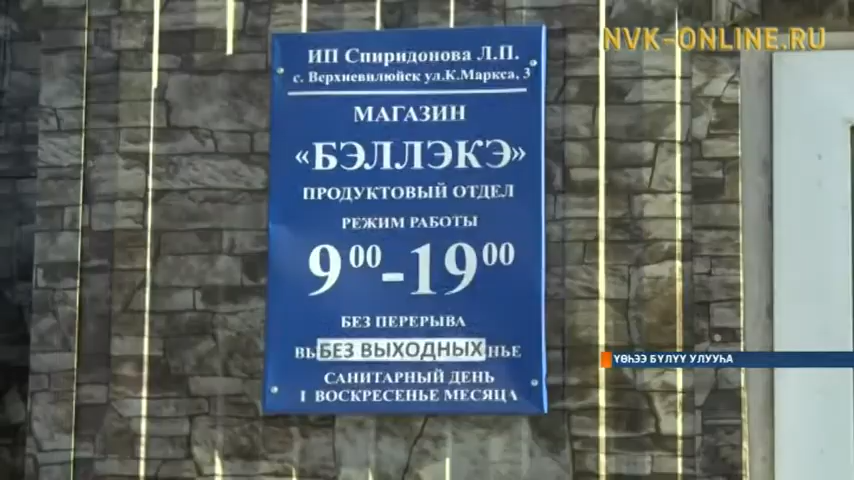 NVK-ONLINE.RU
ИП Спиридонова Л.П.
с. Верхневилюйск ул.К.Маркса, 3
МАГАЗИН
«БЭЛЛЭКЭ»
ПРОДУКТОВЫЙ ОТДЕЛ
РЕЖИМ РАБОТЫ
9⁰⁰-19⁰⁰
БЕЗ ПЕРЕРЫВА
БЕЗ ВЫХОДНЫХ
САНИТАРНЫЙ ДЕНЬ
1 ВОСКРЕСЕНЬЕ МЕСЯЦА
ҮӨҺЭЭ БҮЛҮҮ УЛУУҺА